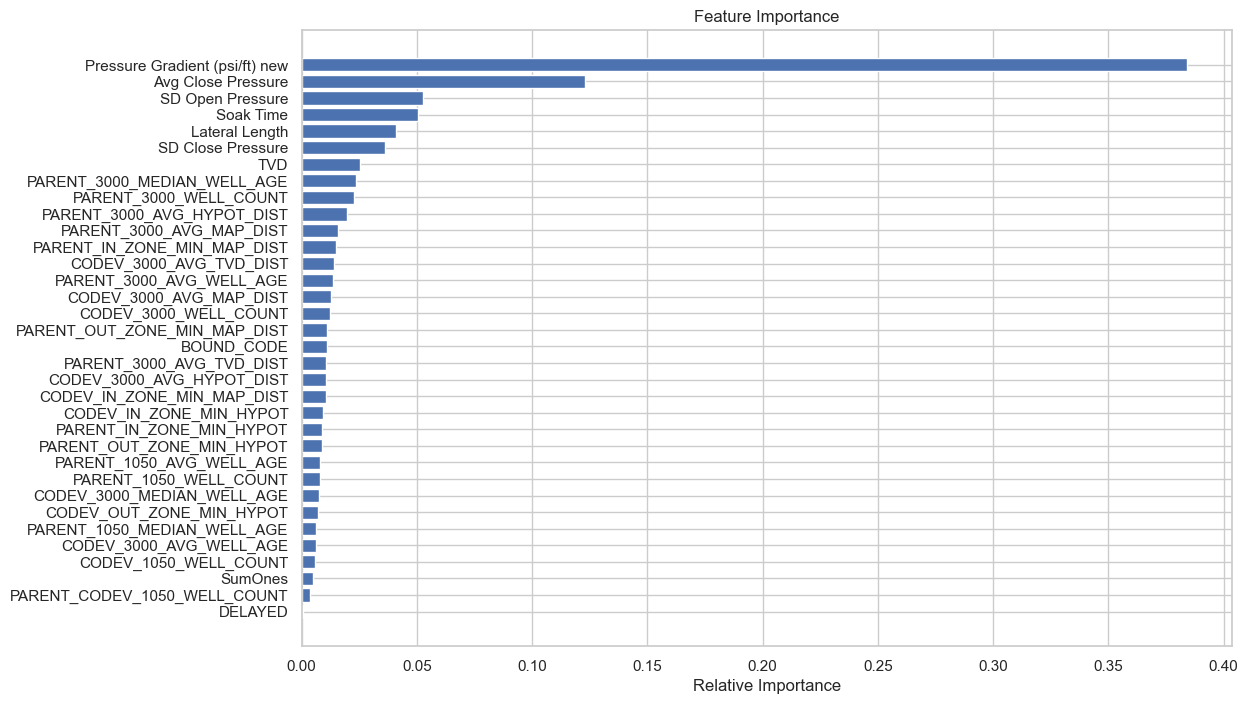 Feature Importance
Pressure Gradient (psi/ft) new
Avg Close Pressure
SD Open Pressure
Soak Time
Lateral Length
SD Close Pressure
TVD
PARENT_3000_MEDIAN_WELL_AGE
PARENT_3000_WELL_COUNT
PARENT_3000_AVG_HYPOT_DIST
PARENT_3000_AVG_MAP_DIST
PARENT_IN_ZONE_MIN_MAP_DIST
CODEV_3000_AVG_TVD_DIST
PARENT_3000_AVG_WELL_AGE
CODEV_3000_AVG_MAP_DIST
CODEV_3000_WELL_COUNT
PARENT_OUT_ZONE_MIN_MAP_DIST
BOUND_CODE
PARENT_3000_AVG_TVD_DIST
CODEV_3000_AVG_HYPOT_DIST
CODEV_IN_ZONE_MIN_MAP_DIST
CODEV_IN_ZONE_MIN_HYPOT
PARENT_IN_ZONE_MIN_HYPOT
PARENT_OUT_ZONE_MIN_HYPOT
PARENT_1050_AVG_WELL_AGE
PARENT_1050_WELL_COUNT
CODEV_3000_MEDIAN_WELL_AGE
CODEV_OUT_ZONE_MIN_HYPOT
PARENT_1050_MEDIAN_WELL_AGE
CODEV_3000_AVG_WELL_AGE
CODEV_1050_WELL_COUNT
SumOnes
PARENT_CODEV_1050_WELL_COUNT
DELAYED
0.00 0.05 0.10 0.15 0.20 0.25 0.30 0.35 0.40
Relative Importance